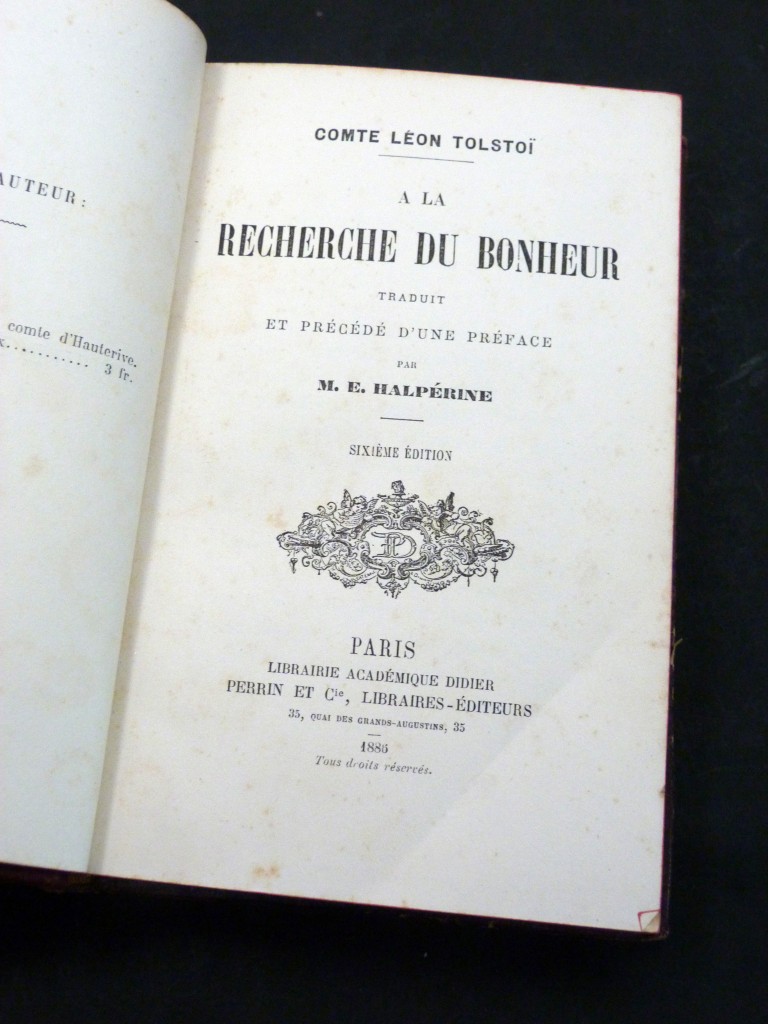 AUTEUR:
comte d'Hauterive.
3 fr.
COMTE LÉON TOLSTOÏ
A LA
RECHERCHE DU BONHEUR
TRADUIT
ET PRÉCÉDÉ D'UNE PRÉFACE
PAR
M. E. HALPÉRINE
SIXIÈME ÉDITION
PD
PARIS
LIBRAIRIE ACADÉMIQUE DIDIER
PERRIN ET Cie, LIBRAIRES-ÉDITEURS
35, QUAI DES GRANDS-AUGUSTINS, 35
1886
Tous droits réservés.